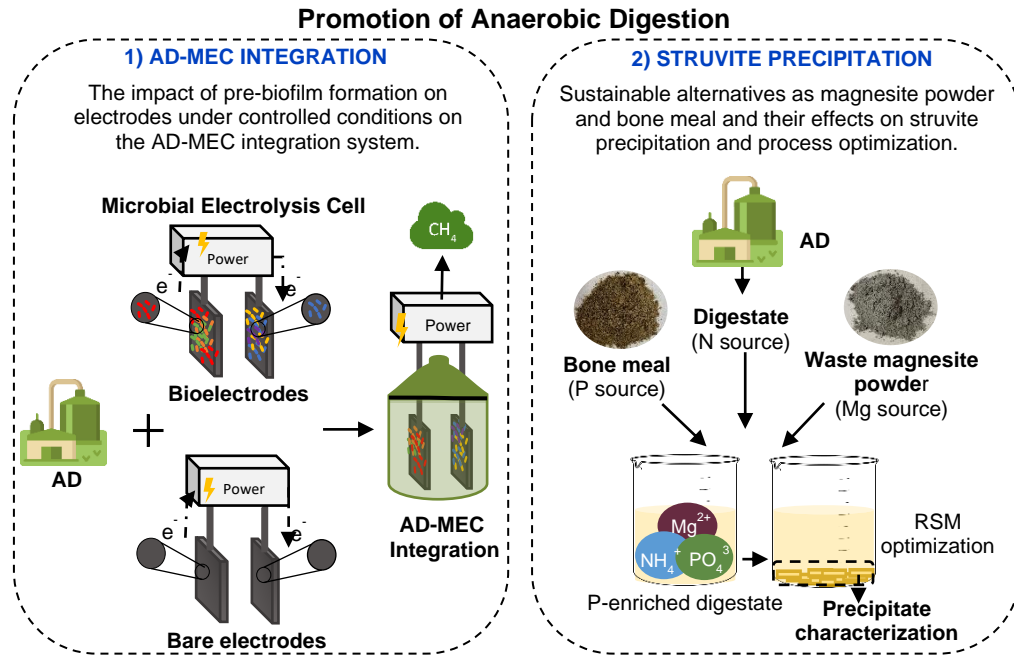 Promotion of Anaerobic Digestion
1) AD-MEC INTEGRATION
The impact of pre-biofilm formation on
electrodes under controlled conditions on
the AD-MEC integration system.
Microbial Electrolysis Cell
Power
e-
e-
Bioelectrodes
AD
+
Power
e-
e-
Bare electrodes
CH4
Power
AD-MEC
Integration
2) STRUVITE PRECIPITATION
Sustainable alternatives as magnesite powder
and bone meal and their effects on struvite
precipitation and process optimization.
AD
Bone meal
(P source)
Digestate
(N source)
Waste magnesite
powder
(Mg source)
Mg2+
NH4+
PO43
P-enriched digestate
RSM
optimization
Precipitate
characterization